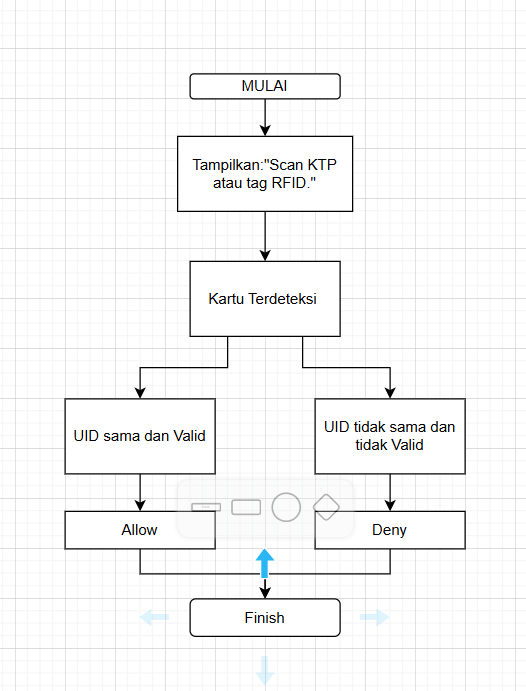 MULAI
Tampilkan:"Scan KTP
atau tag RFID."
Kartu Terdeteksi
UID sama dan Valid
UID tidak sama dan
tidak Valid
Allow
Deny
Finish